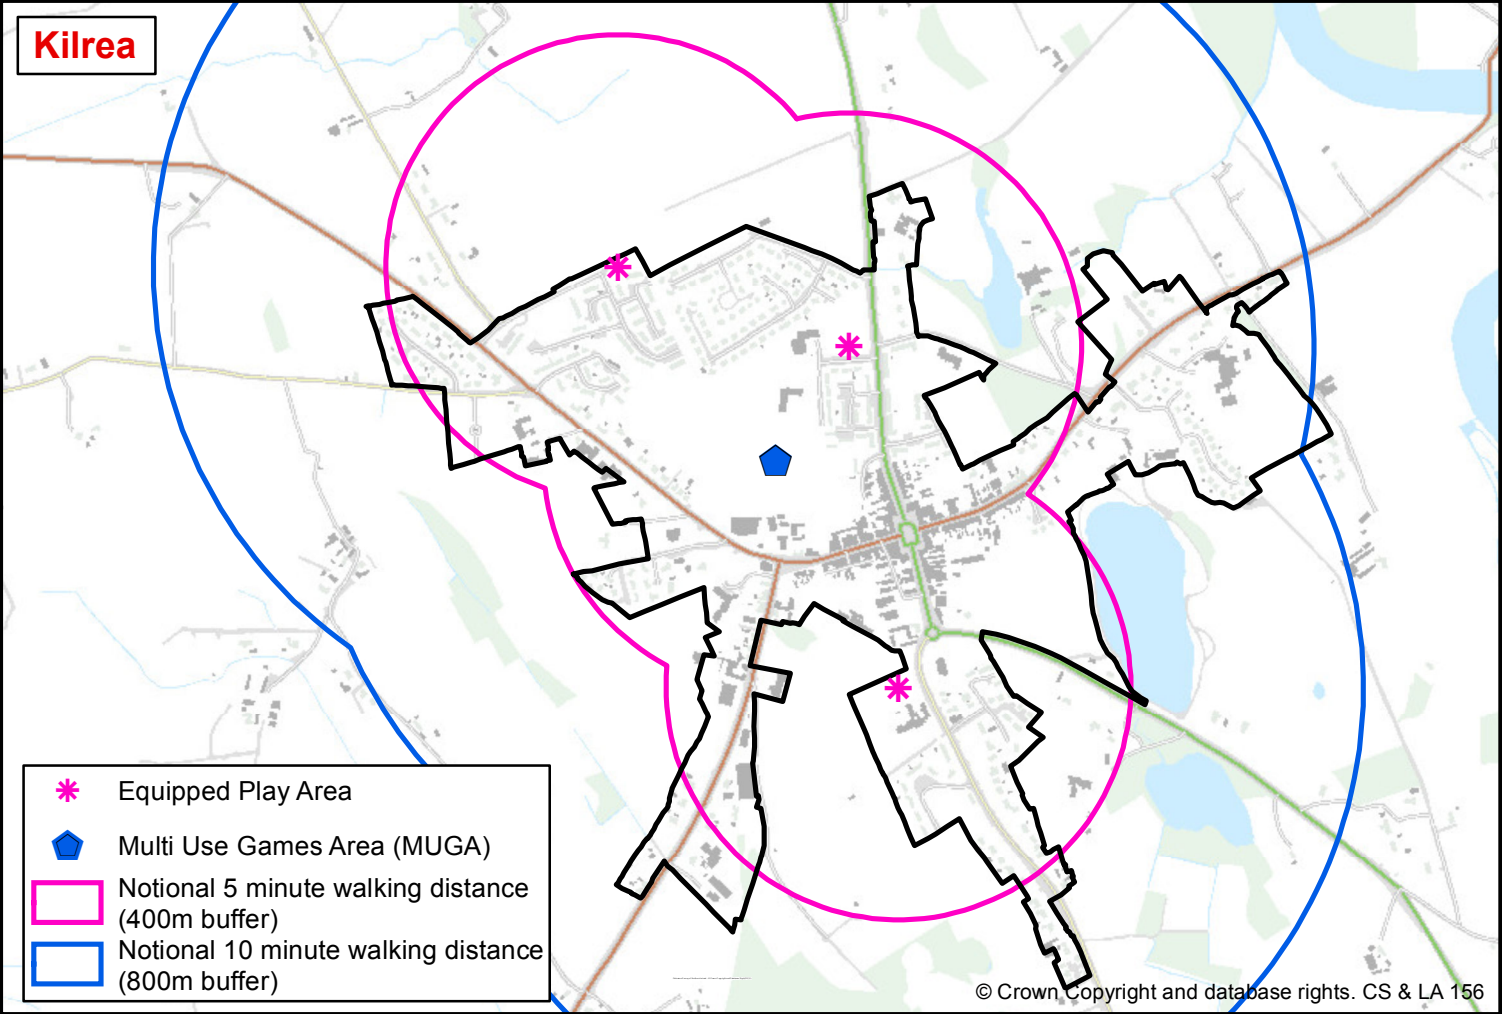 Kilrea
Equipped Play Area
Multi Use Games Area (MUGA)
Notional 5 minute walking distance
(400m buffer)
Notional 10 minute walking distance
(800m buffer)
© Crown Copyright and database rights. CS & LA 156